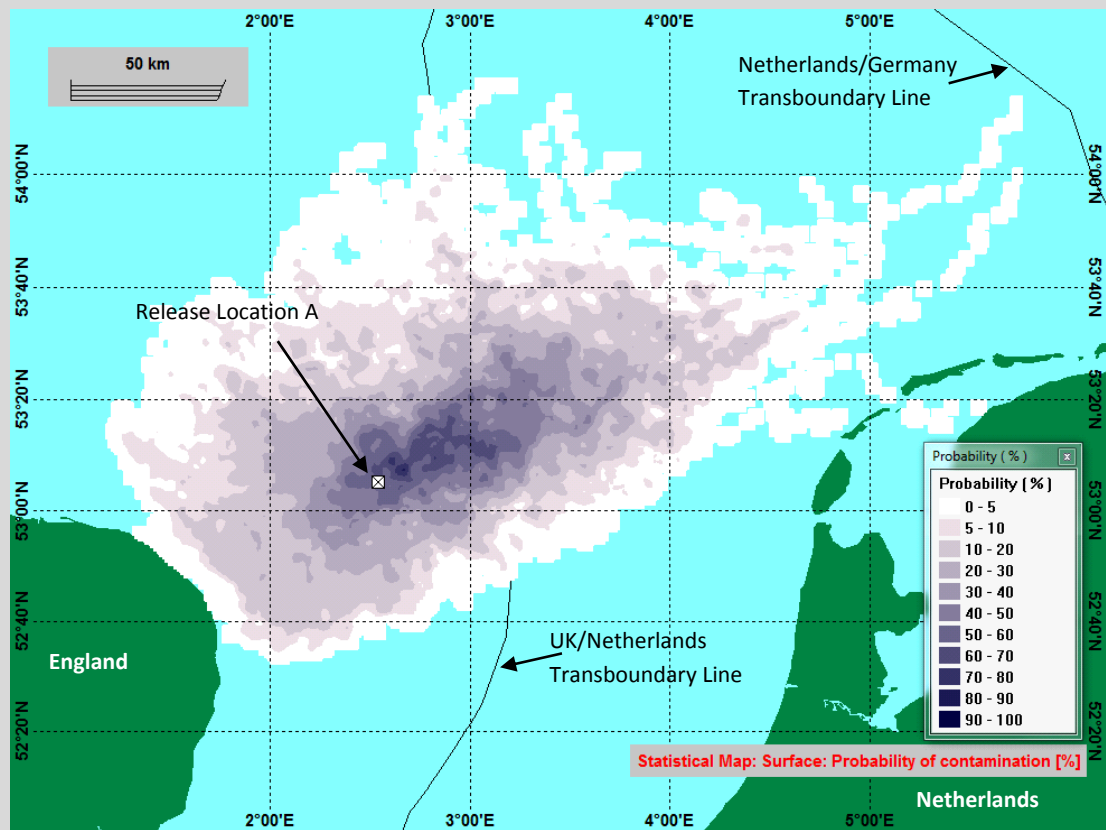 2°00'E
3°00'E
4°00'E
5°00'E
50 km
Netherlands/Germany
Transboundary Line
54°00'N
54°00'N
53°40'N
53°40'N
Release Location A
53°20'N
53°20'N
53°00'N
53°00'N
Probability ( % )
x
Probability ( % )
0 - 5
5 - 10
10 - 20
20 - 30
30 - 40
40 - 50
50 - 60
60 - 70
70 - 80
80 - 90
90 - 100
52°40'N
52°40'N
England
UK/Netherlands
Transboundary Line
52°20'N
52°20'N
Statistical Map: Surface: Probability of contamination [%]
Netherlands
2°00'E
3°00'E
4°00'E
5°00'E